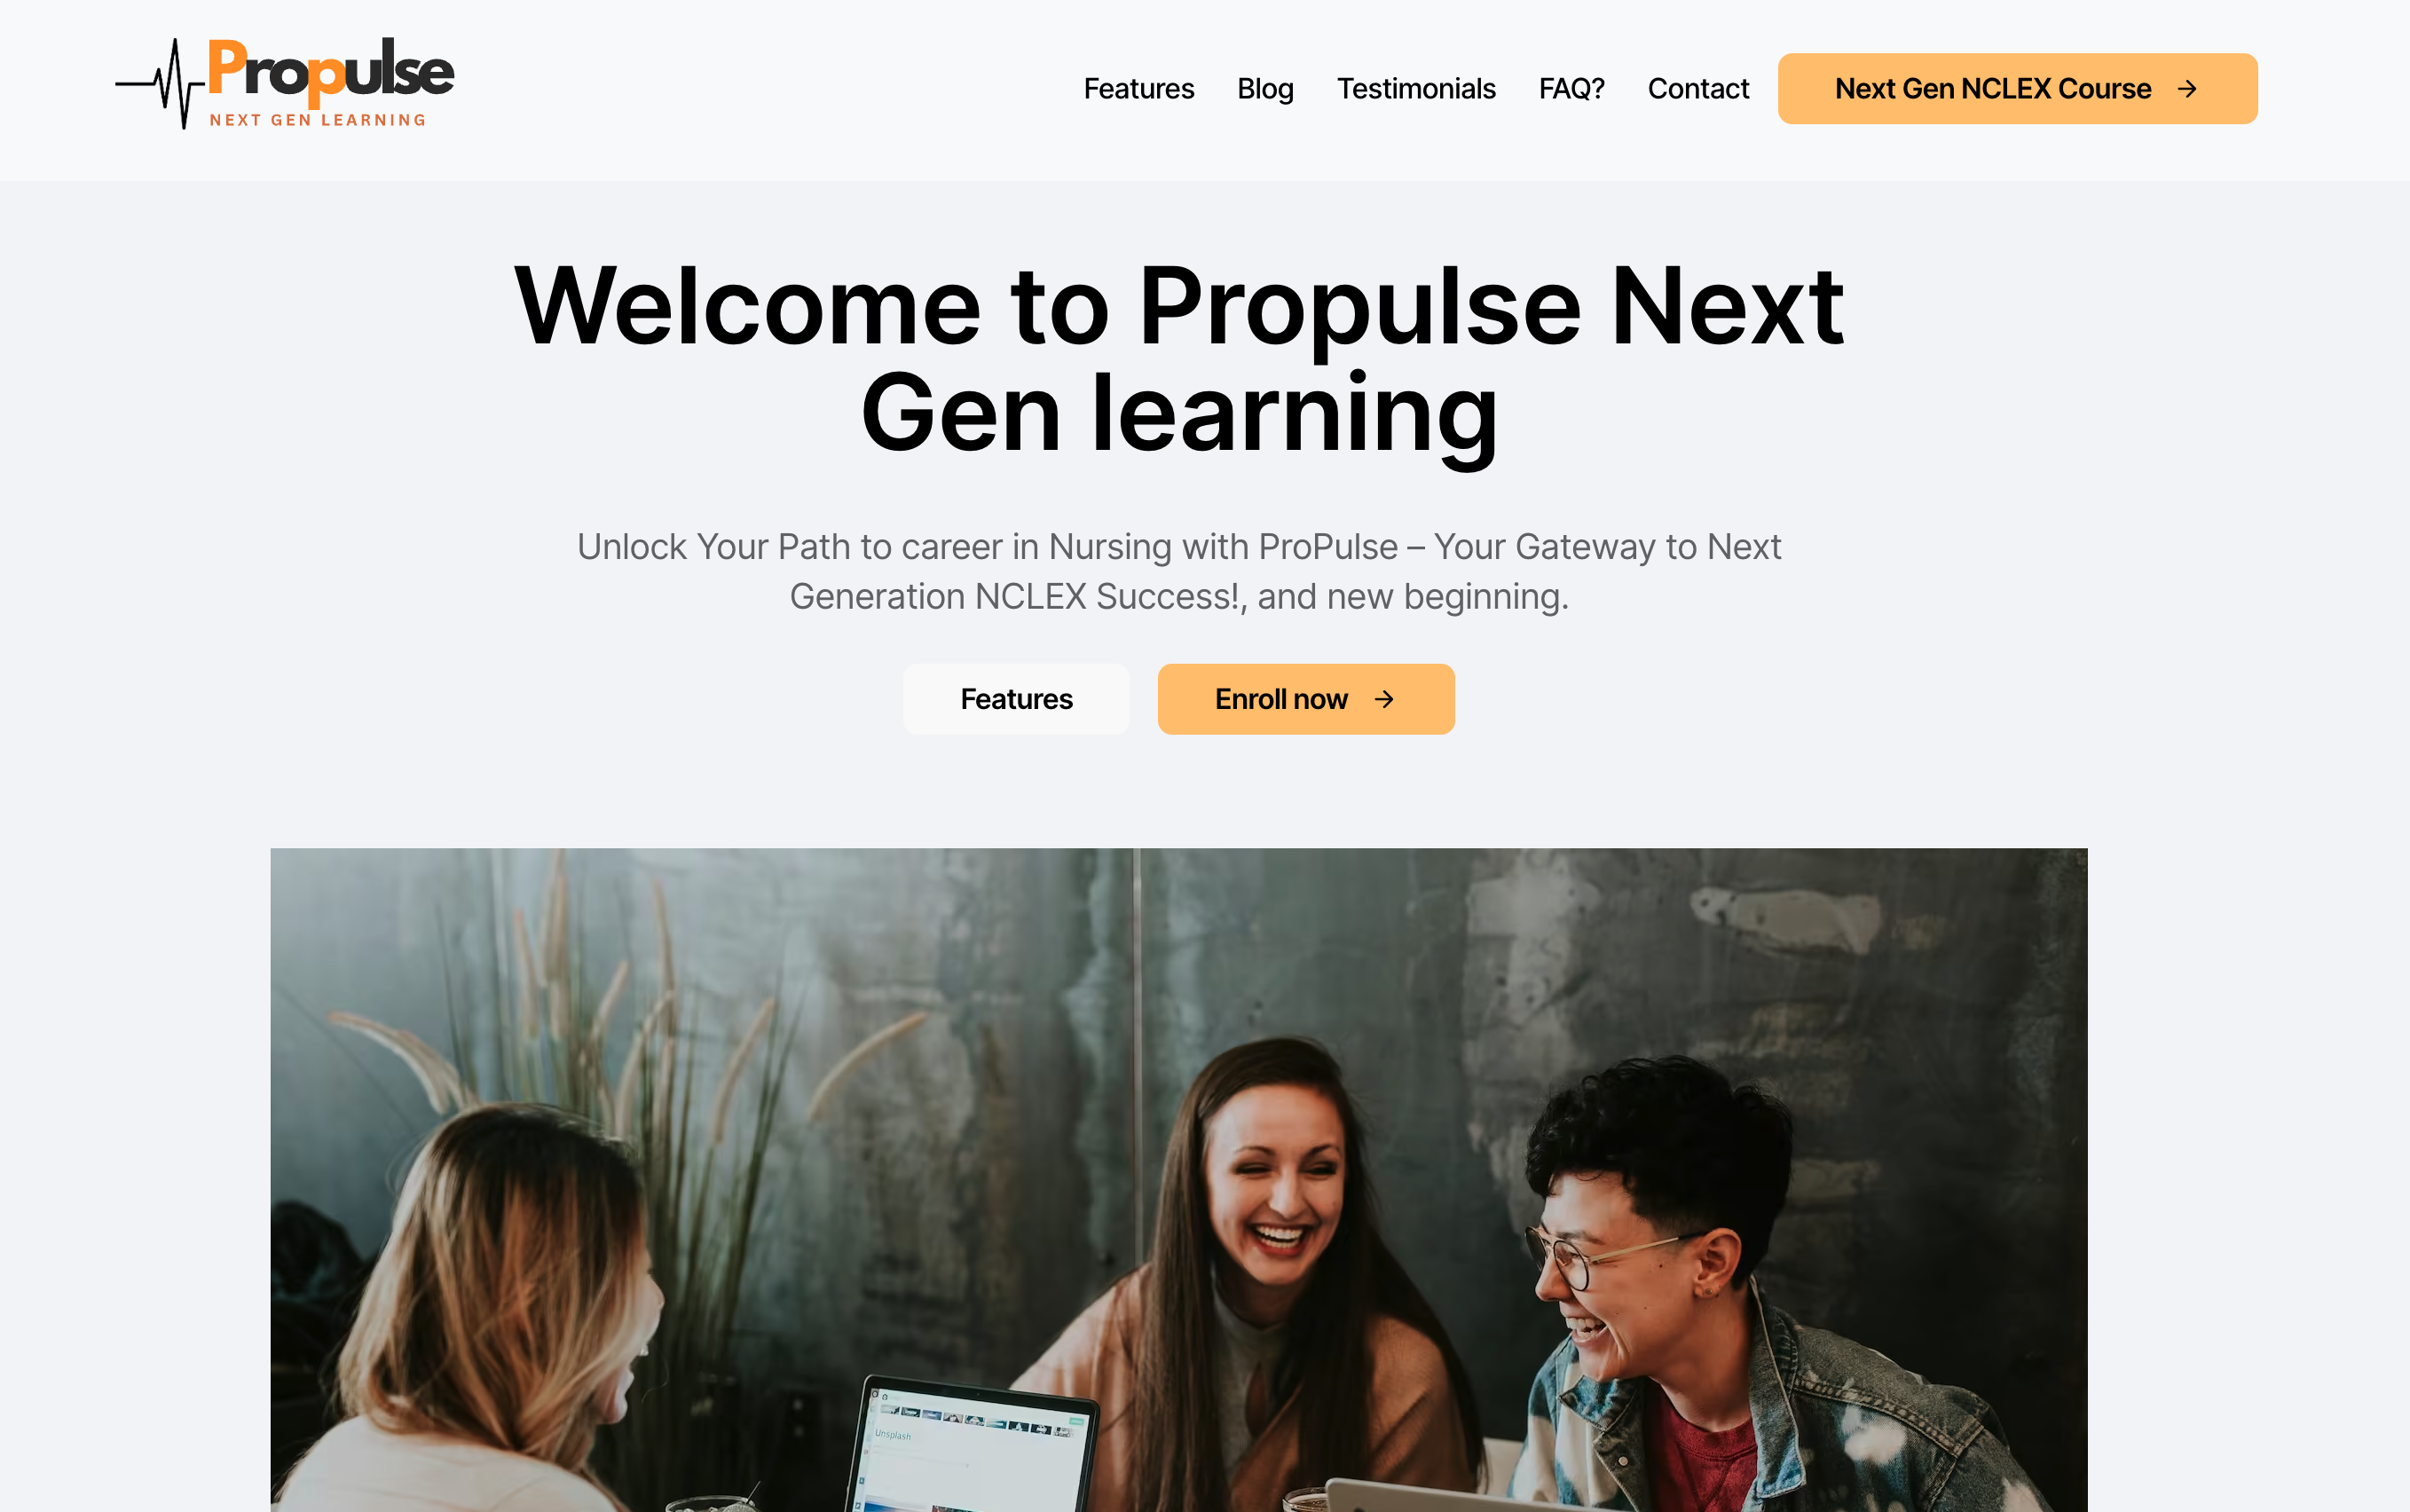 Propulse
NEXT GEN LEARNING
Features Blog Testimonials FAQ? Contact Next Gen NCLEX Course →
Welcome to Propulse Next
Gen learning
Unlock Your Path to career in Nursing with ProPulse – Your Gateway to Next
Generation NCLEX Success!, and new beginning.
Features Enroll now →
Unsplash